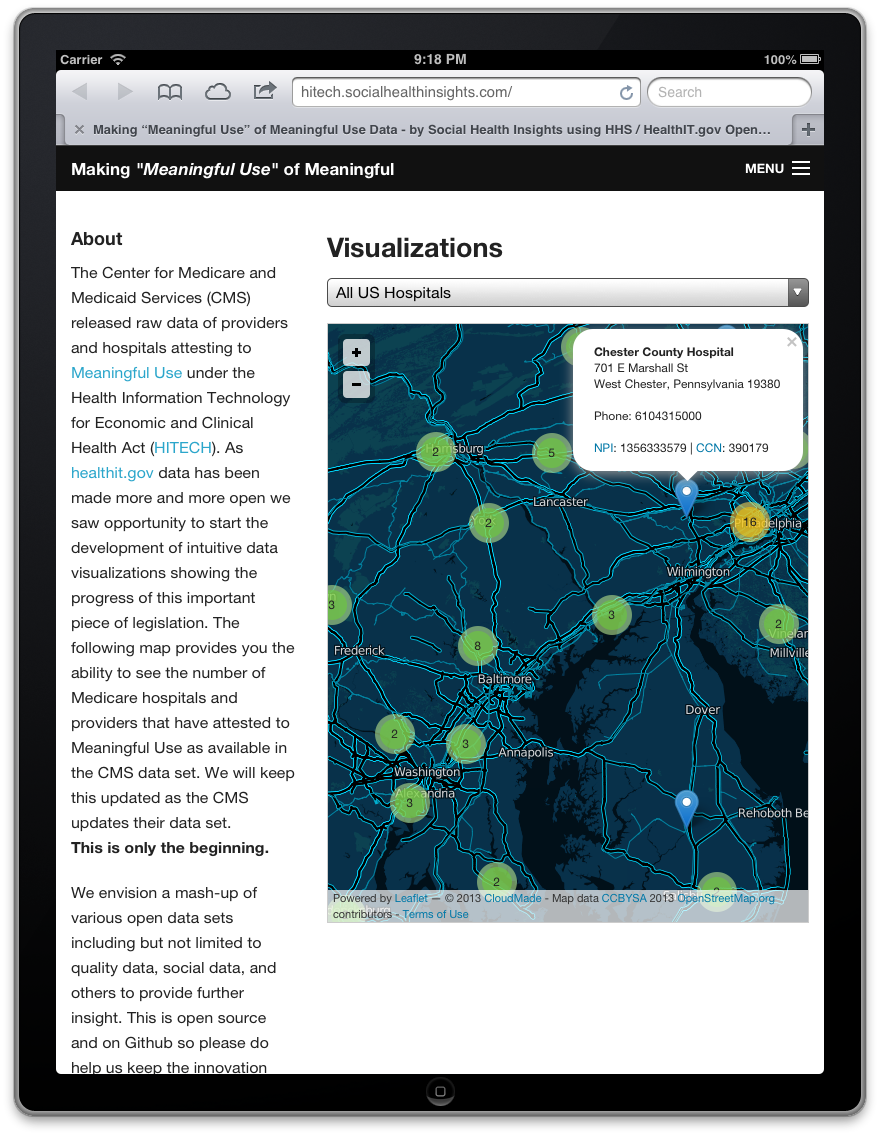 Carrier 9:18 PM 100%
hitech.socialhealthinsights.com/ Search
Making “Meaningful Use” of Meaningful Use Data - by Social Health Insights using HHS / HealthIT.gov Open...
Making "Meaningful Use" of Meaningful MENU
About
The Center for Medicare and
Medicaid Services (CMS)
released raw data of providers
and hospitals attesting to
Meaningful Use under the
Health Information Technology
for Economic and Clinical
Health Act (HITECH). As
healthit.gov data has been
made more and more open we
saw opportunity to start the
development of intuitive data
visualizations showing the
progress of this important
piece of legislation. The
following map provides you the
ability to see the number of
Medicare hospitals and
providers that have attested to
Meaningful Use as available in
the CMS data set. We will keep
this updated as the CMS
updates their data set.
This is only the beginning.
We envision a mash-up of
various open data sets
including but not limited to
quality data, social data, and
others to provide further
insight. This is open source
and on Github so please do
help us keep the innovation
Visualizations
All US Hospitals
+
−
Chester County Hospital
701 E Marshall St
West Chester, Pennsylvania 19380
Phone: 6104315000
NPI: 1356333579 | CCN: 390179
2
5
Lancaster
2
16
Wilmington
3
3
2
Frederick
8
Millville
Baltimore
Dover
2
3
Annapolis
Washington
3
Rehoboth Be
2
2
Powered by Leaflet — © 2013 CloudMade - Map data CCBYSA 2013 OpenStreetMap.org
contributors - Terms of Use